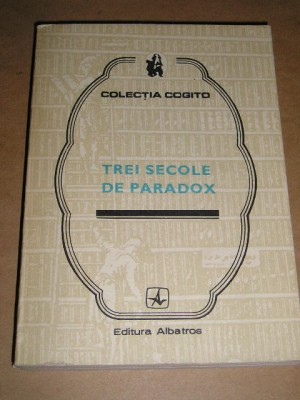 COLECȚIA COGITO
TREI SECOLE
DE PARADOX
Editura Albatros